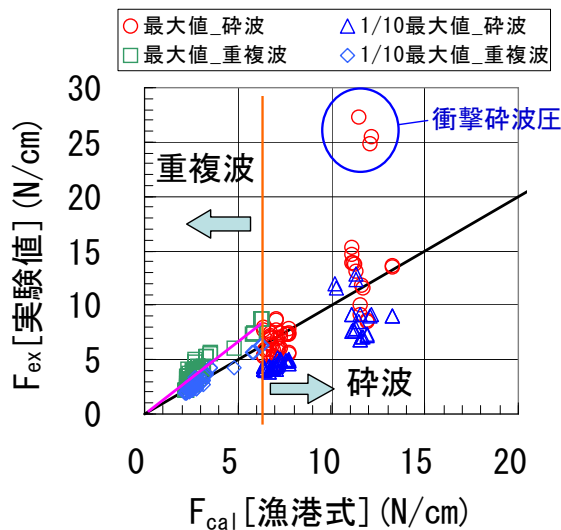 ○最大値_砕波 △1/10最大値_砕波
□最大値_重複波 ◇1/10最大値_重複波
30
25
20
15
10
5
0
衝撃砕波圧
重複波
砕波
Fex[実験値](N/cm)
0 5 10 15 20
Fcal[漁港式](N/cm)